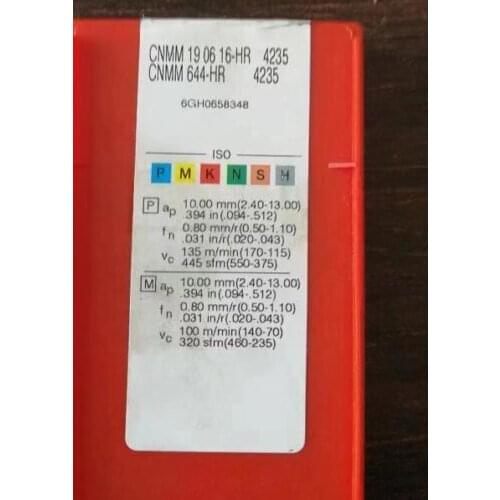 CNMM 19 06 16-HR 4235
CNMM 644-HR 4235
6GH0658348
ISO
P M K N S H
P ap 10.00 mm(2.40-13.00)
.394 in(.094-.512)
fn 0.80 mm/r(0.50-1.10)
.031 in/r(.020-.043)
vc 135 m/min(170-115)
445 sfm(550-375)
M ap 10.00 mm(2.40-13.00)
.394 in(.094-.512)
fn 0.80 mm/r(0.50-1.10)
.031 in/r(.020-.043)
vc 100 m/min(140-70)
320 sfm(460-235)